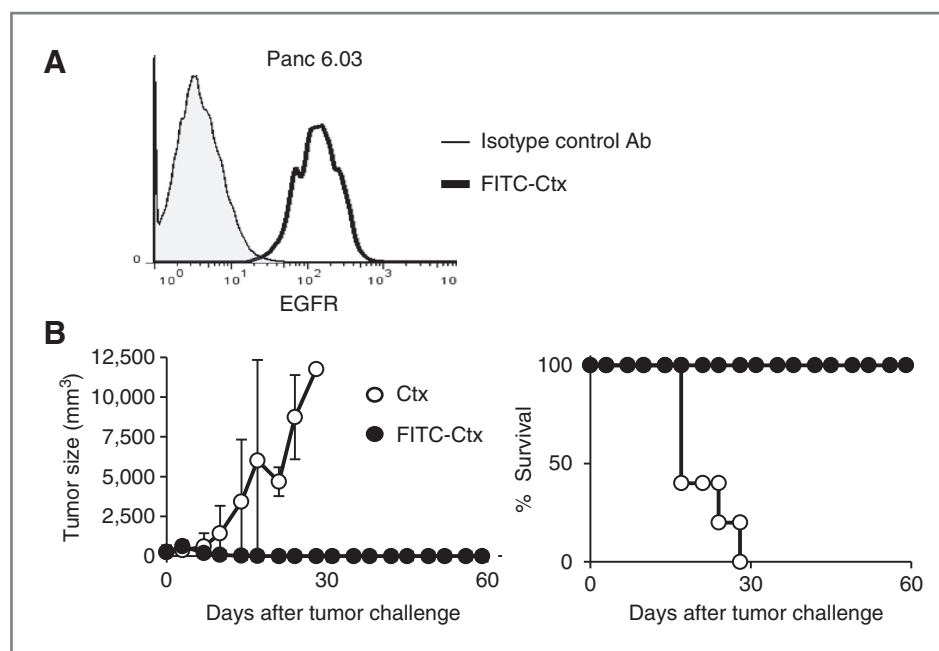 A
Panc 6.03
Isotype control Ab
FITC-Ctx
0
10^0 10^1 10^2 10^3 10
EGFR
B
12,500
10,000
7,500
5,000
2,500
0
Tumor size (mm^3)
0 30 60
Days after tumor challenge
Ctx
FITC-Ctx
100
50
0
% Survival
0 30 60
Days after tumor challenge